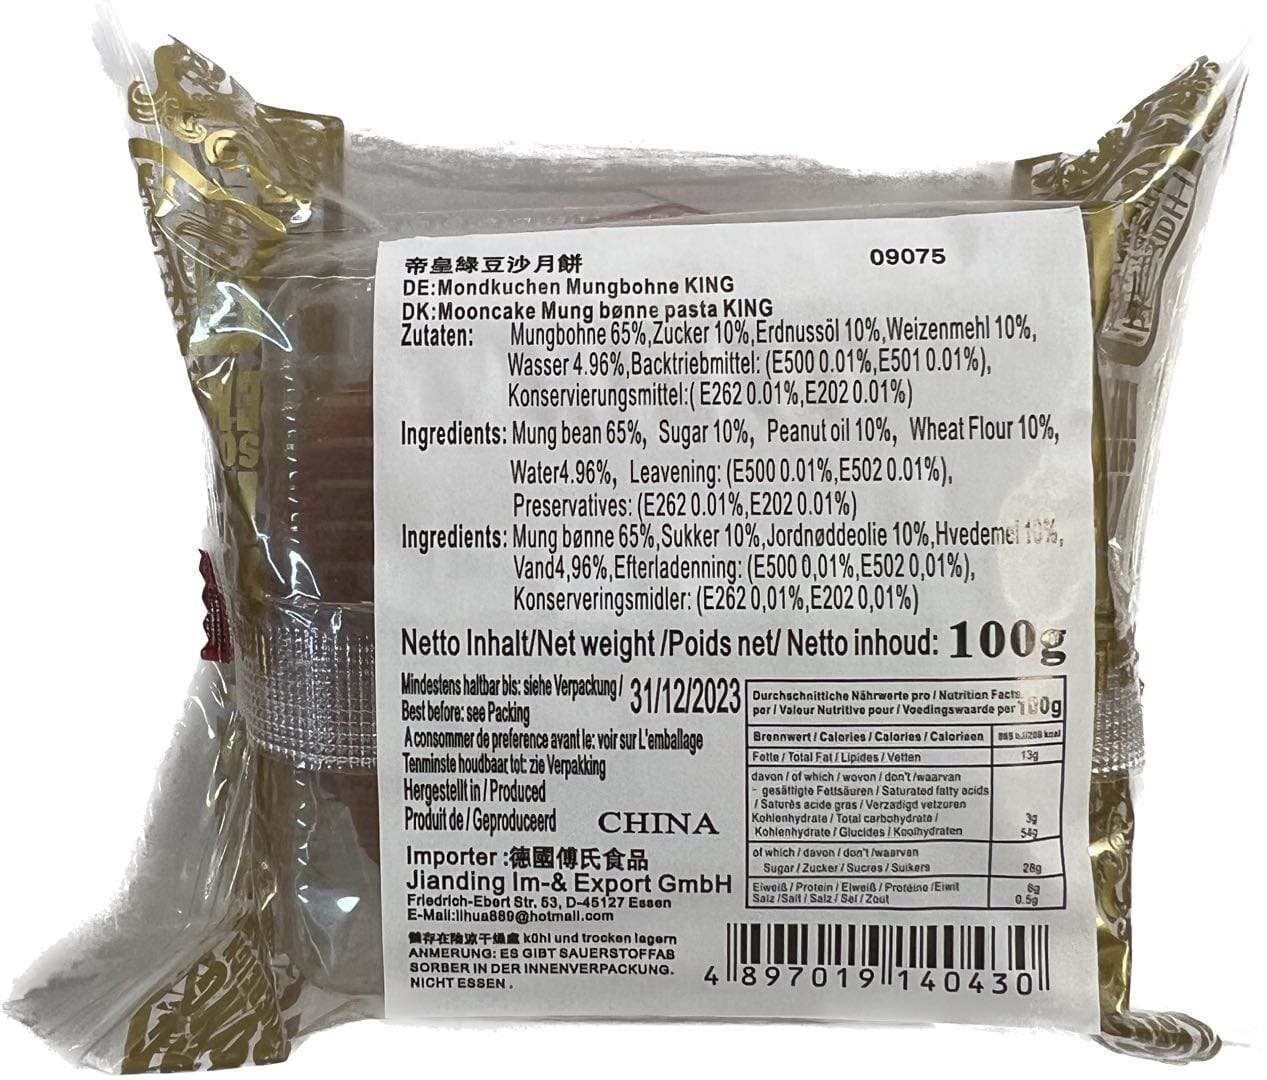 帝皇綠豆沙月餅 09075
DE:Mondkuchen Mungbohne KING
DK:Mooncake Mung bønne pasta KING
Zutaten: Mungbohne 65%,Zucker 10%,Erdnussöl 10%,Weizenmehl 10%,
Wasser 4.96%,Backtriebmittel: (E500 0.01%,E501 0.01%),
Konservierungsmittel:( E262 0.01%,E202 0.01%)
Ingredients: Mung bean 65%, Sugar 10%, Peanut oil 10%, Wheat Flour 10%,
Water4.96%, Leavening: (E500 0.01%,E502 0.01%),
Preservatives: (E262 0.01%,E202 0.01%)
Ingredients: Mung bønne 65%,Sukker 10%,Jordnøddeolie 10%,Hvedemel 10%,
Vand4,96%,Efterladenning: (E500 0,01%,E502 0,01%),
Konserveringsmidler: (E262 0,01%,E202 0,01%)
Netto Inhalt/Net weight /Poids net/ Netto inhoud: 100g
Mindestens haltbar bis: siehe Verpackung/ 31/12/2023
Best before: see Packing
A consommer de preference avant le: voir sur L'emballage
Tenminste houdbaar tot: zie Verpakking
Hergestellt in / Produced
Produit de / Geproduceerd CHINA
Importer :德國傅氏食品
Jianding Im-& Export GmbH
Friedrich-Ebert Str, 53, D-45127 Essen
E-Mail:lihua889@hotmail.com
儲存在陰涼干燥處 kühl und trocken lagern
ANMERUNG: ES GIBT SAUERSTOFFAB
SORBER IN DER INNENVERPACKUNG.
NICHT ESSEN .
Durchschnittiche Nährwerte pro / Nutrition Facts
por / Valeur Nutritive pour / Voedingswaarde per 100g
Brennwert / Calories / Calories / Calorieen
Fette / Total Fat / Lipides / Vetten 13g
davon / of which / wovon / don't /waarvan
- gesättigte Fettsäuren / Saturated fatty acids
/ Saturés acide gras / Verzadigd vetzuren 3g
Kohlenhydrate / Total carbohydrate /
Kohlenhydrate / Glucides / Koolhydraten 54g
of which / davon / don't /waarvan
Sugar / Zucker / Sucres / Suikers 28g
Eiweiß / Protein / Eiweiß / Protéine /Eiwit 8g
Salz /Salt / Salz / Sel / Zout 0.5g
4 897019 140430